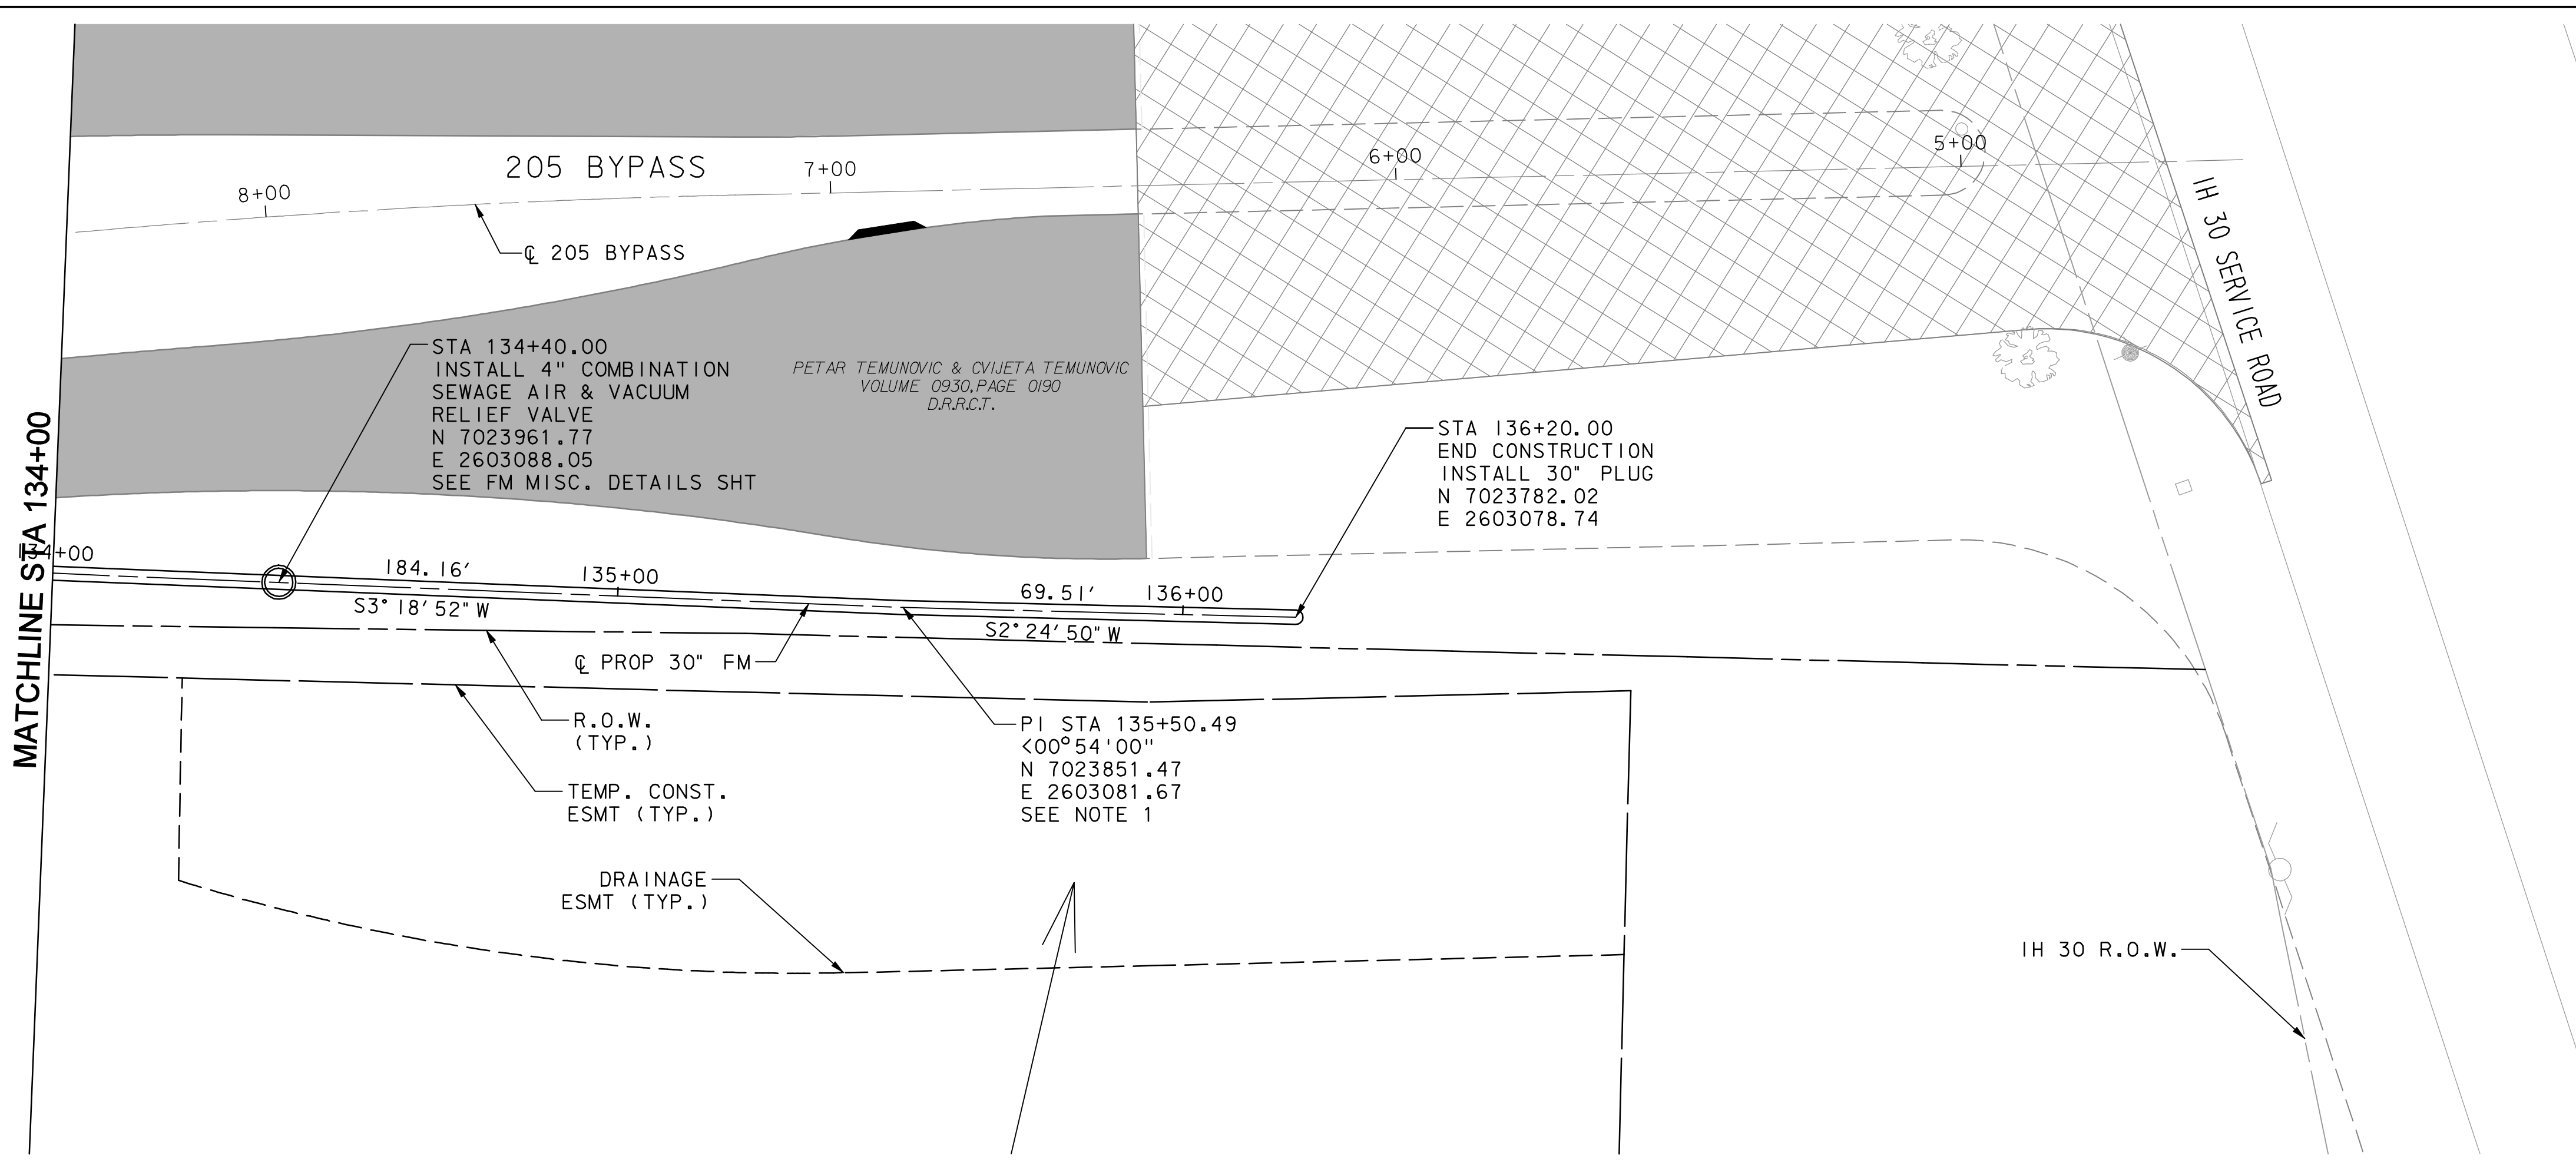 205 BYPASS
8+00
7+00
6+00
5+00
℄ 205 BYPASS
IH 30 SERVICE ROAD
STA 134+40.00
INSTALL 4" COMBINATION
SEWAGE AIR & VACUUM
RELIEF VALVE
N 7023961.77
E 2603088.05
SEE FM MISC. DETAILS SHT
PETAR TEMUNOVIC & CVIJETA TEMUNOVIC
VOLUME 0930, PAGE 0190
D.R.R.C.T.
STA 136+20.00
END CONSTRUCTION
INSTALL 30" PLUG
N 7023782.02
E 2603078.74
MATCHLINE STA 134+00
134+00
184.16'
135+00
69.51'
136+00
S3°18'52" W
S2°24'50" W
℄ PROP 30" FM
R.O.W.
(TYP.)
PI STA 135+50.49
<00°54'00"
N 7023851.47
E 2603081.67
SEE NOTE 1
TEMP. CONST.
ESMT (TYP.)
DRAINAGE
ESMT (TYP.)
IH 30 R.O.W.